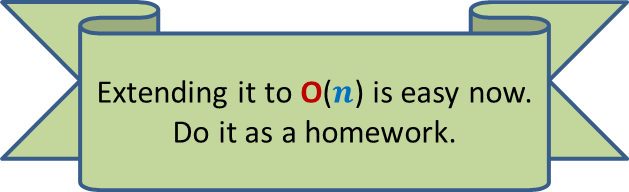 Extending it to O(n) is easy now.
Do it as a homework.